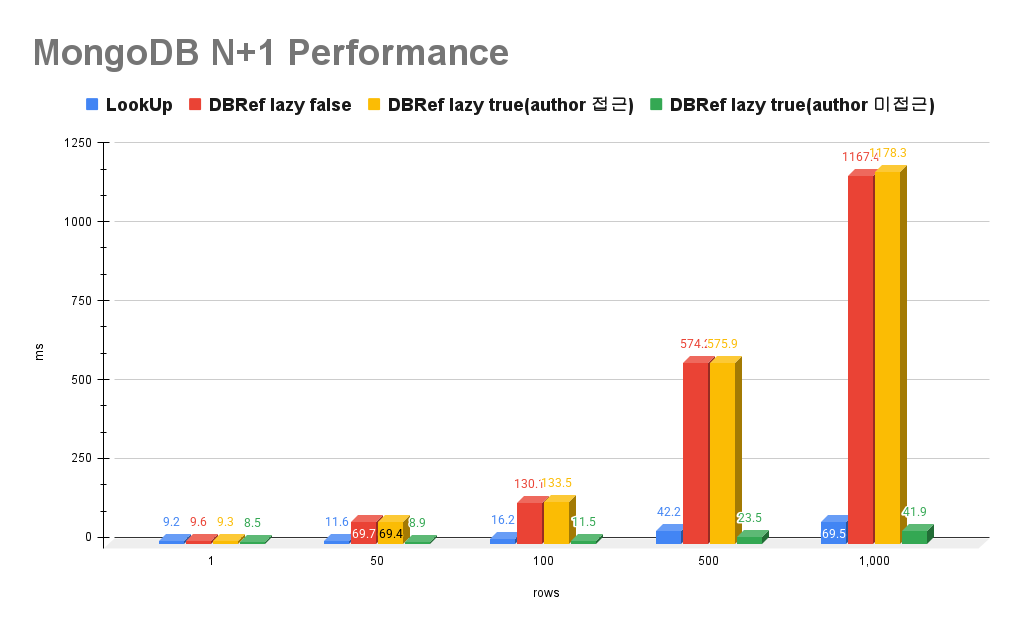 MongoDB N+1 Performance
LookUp DBRef lazy false DBRef lazy true(author 접근) DBRef lazy true(author 미접근)
1250
1000
750
500
250
0
ms
9.2 9.6 9.3 8.5
11.6 69.7 69.4 8.9
16.2 133.5 11.5
42.2 575.9 23.5
69.5 1178.3 41.9
1 50 100 500 1,000
rows